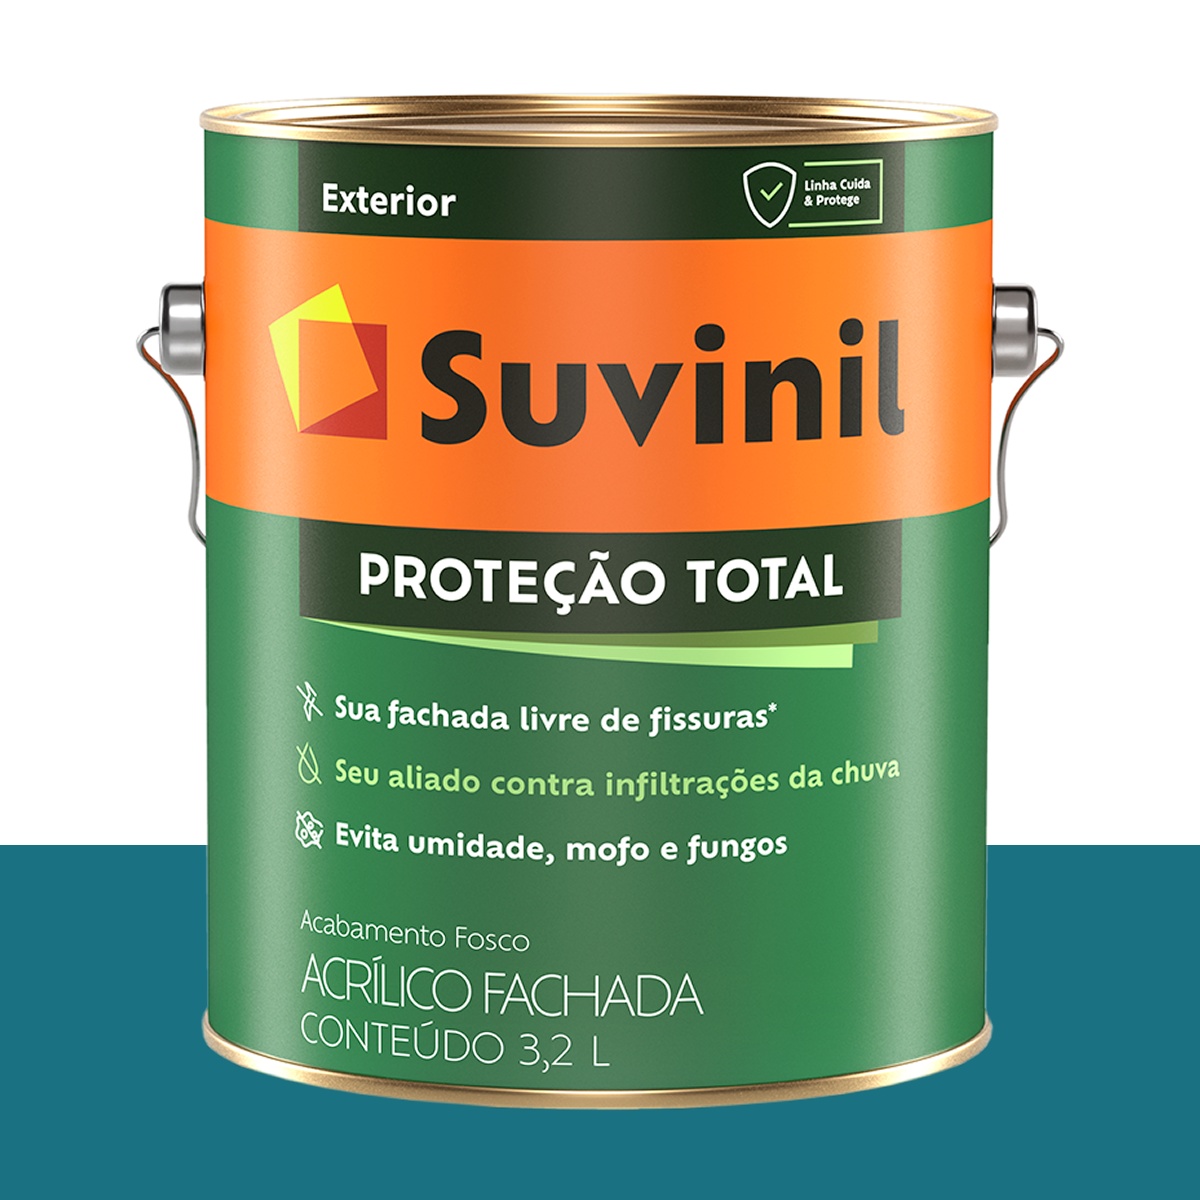 Exterior
Linha Cuida
& Protege
Suvinil
PROTEÇÃO TOTAL
Sua fachada livre de fissuras*
Seu aliado contra infiltrações da chuva
Evita umidade, mofo e fungos
Acabamento Fosco
ACRÍLICO FACHADA
CONTEÚDO 3,2 L